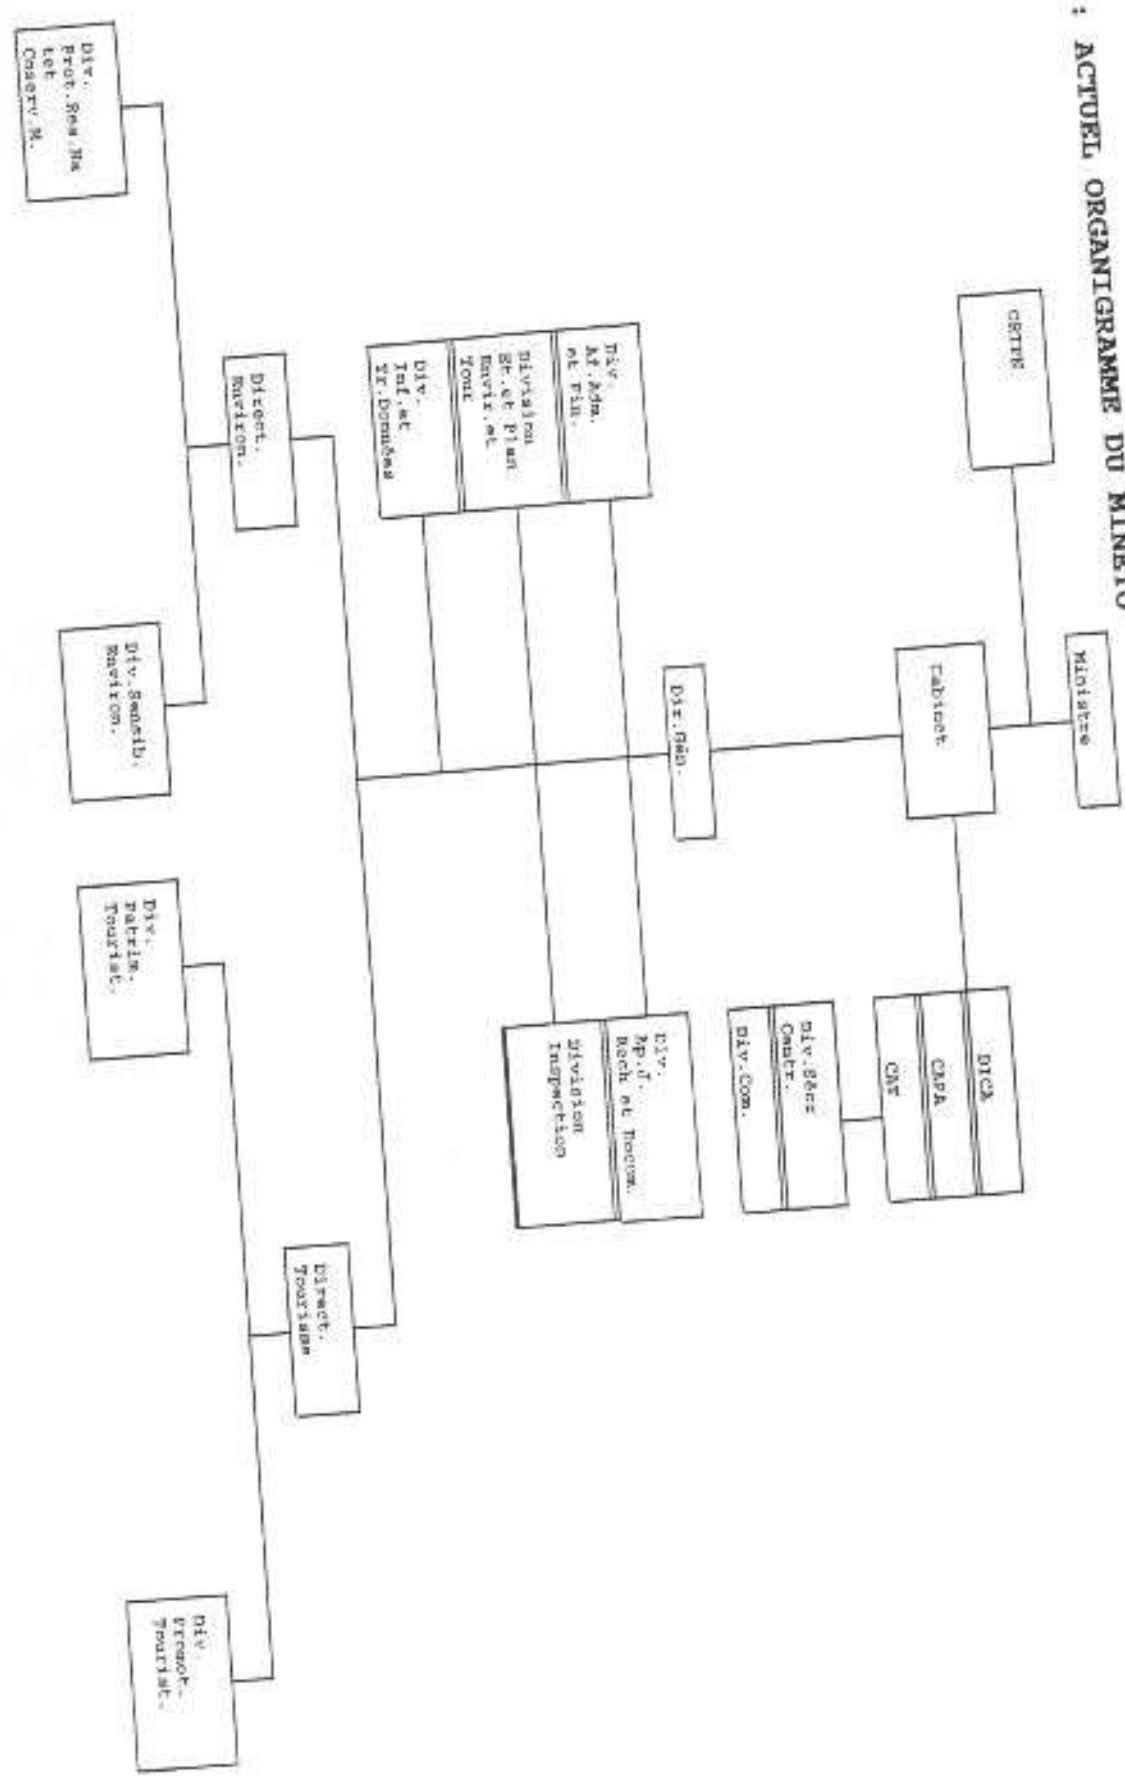 : ACTUEL ORGANIGRAMME DU MINETO
Ministre
Cabinet
DICA
CAPA
CAT
Div.Sécr
Centr.
Div.Com.
Dir.Gén.
Div.
Af.Adm.
et Fin.
Division
Et.et Plan
Envir.et
Tour
Div.
Inf.et
Tr.Données
Div.
Ap.J.
Rech et Docum.
Division
Inspection
Direct.
Environ.
Direct.
Tourisme
Div.
Prot.Res.Na
tet
Conserv.M.
Div.Sensib.
Environ.
Div.
Patrim.
Tourist.
Div.
Promot.
Tourist.